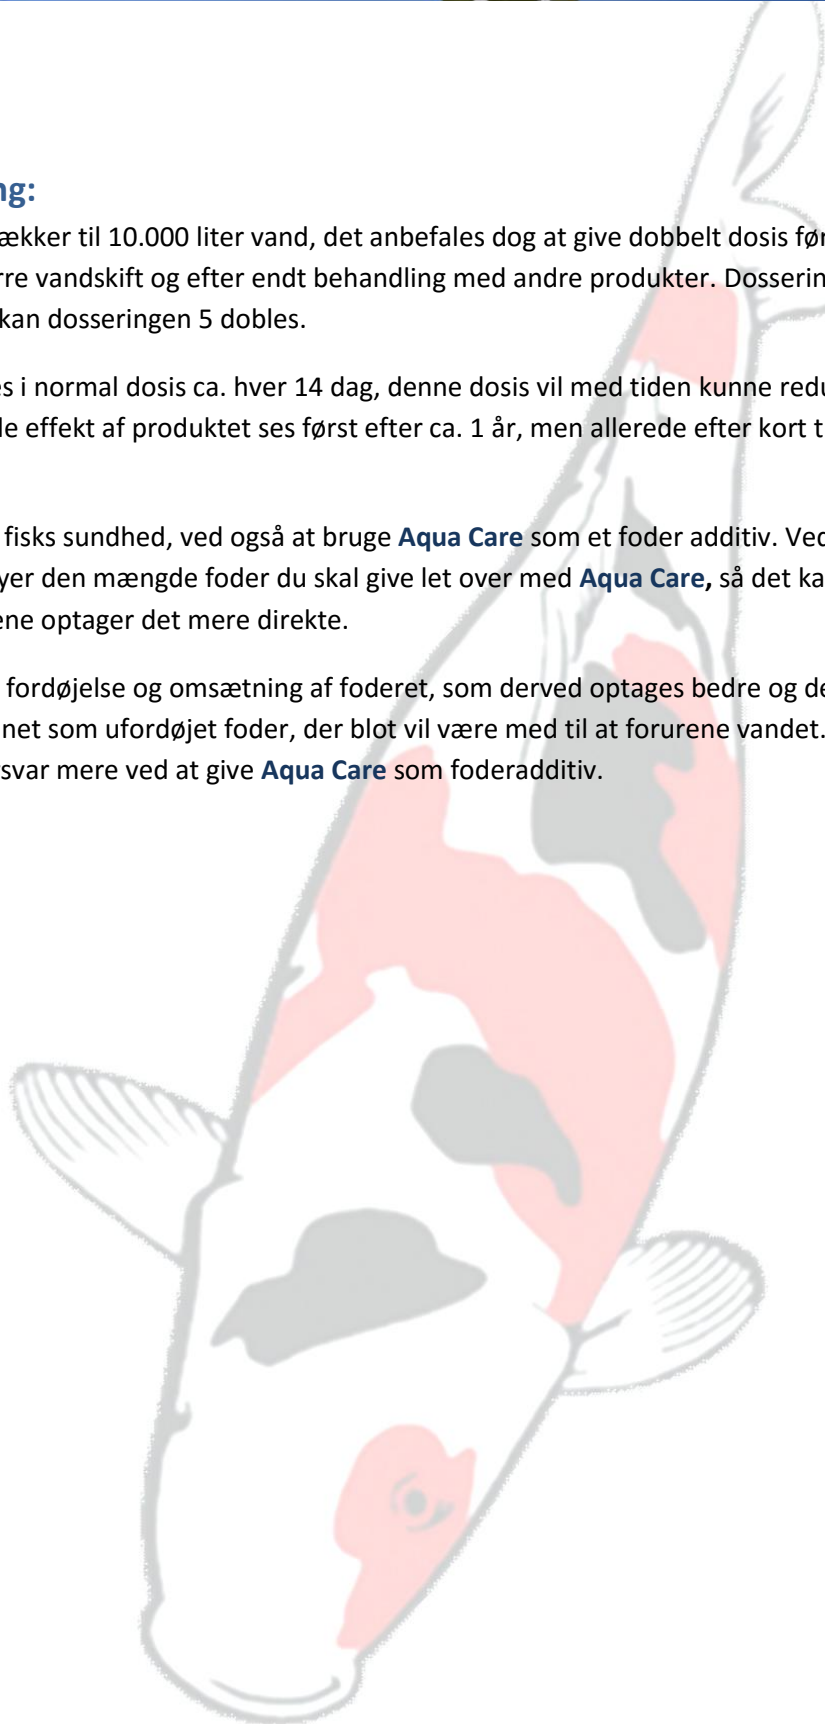 ng:
ækker til 10.000 liter vand, det anbefales dog at give dobbelt dosis før
rre vandskift og efter endt behandling med andre produkter. Dosserin
kan dosseringen 5 dobles.
s i normal dosis ca. hver 14 dag, denne dosis vil med tiden kunne redu
le effekt af produktet ses først efter ca. 1 år, men allerede efter kort t
fisks sundhed, ved også at bruge Aqua Care som et foder additiv. Ved
yer den mængde foder du skal give let over med Aqua Care, så det ka
ene optager det mere direkte.
fordøjelse og omsætning af foderet, som derved optages bedre og de
net som ufordøjet foder, der blot vil være med til at forurene vandet.
svar mere ved at give Aqua Care som foderadditiv.